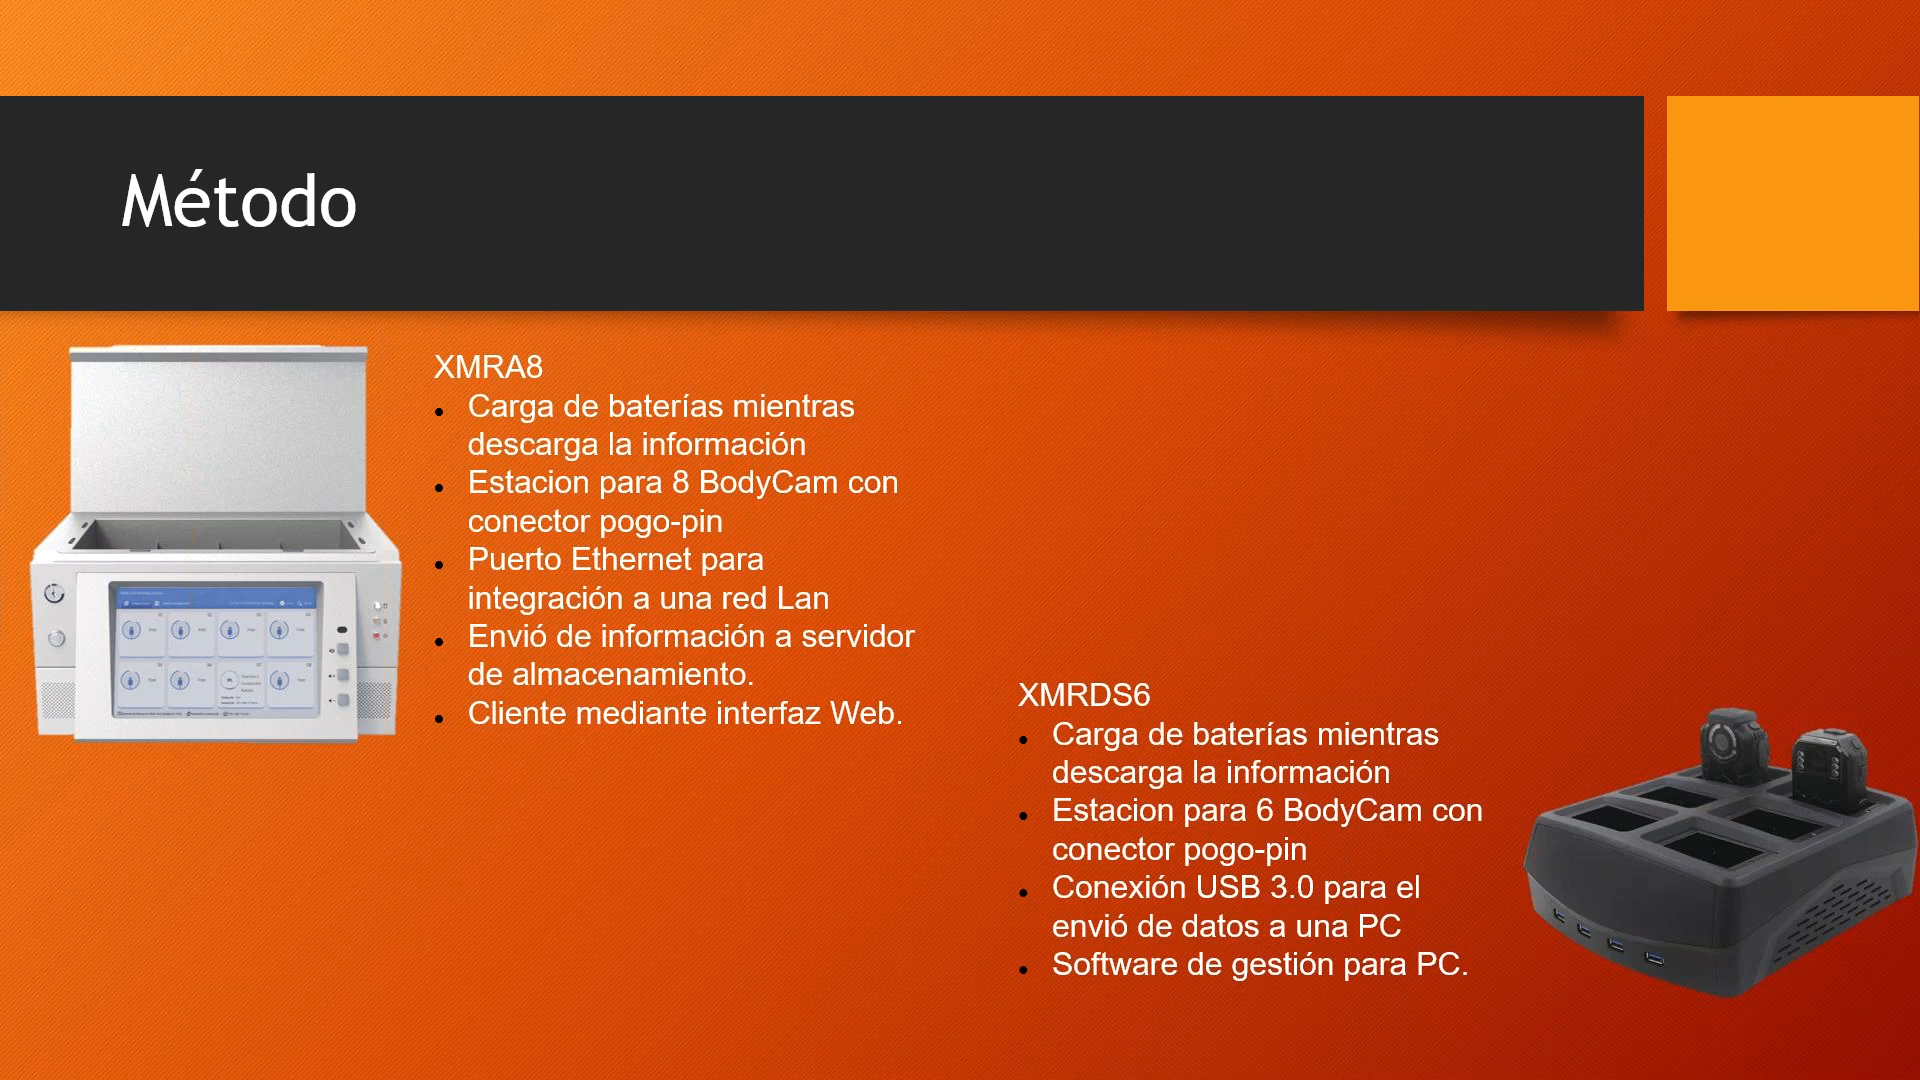 Método
XMRA8
Carga de baterías mientras
descarga la información
Estacion para 8 BodyCam con
conector pogo-pin
Puerto Ethernet para
integración a una red Lan
Envió de información a servidor
de almacenamiento.
Cliente mediante interfaz Web.
XMRDS6
Carga de baterías mientras
descarga la información
Estacion para 6 BodyCam con
conector pogo-pin
Conexión USB 3.0 para el
envió de datos a una PC
Software de gestión para PC.